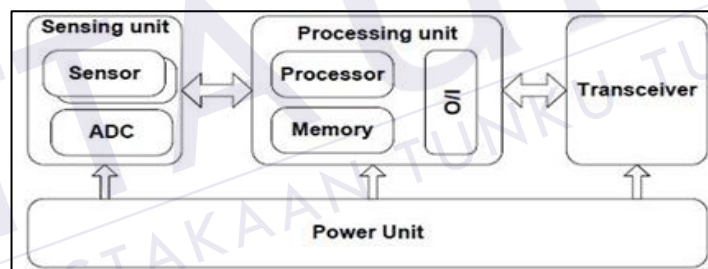 Sensing unit
Sensor
ADC
Processing unit
Processor
Memory
I/O
Transceiver
Power Unit